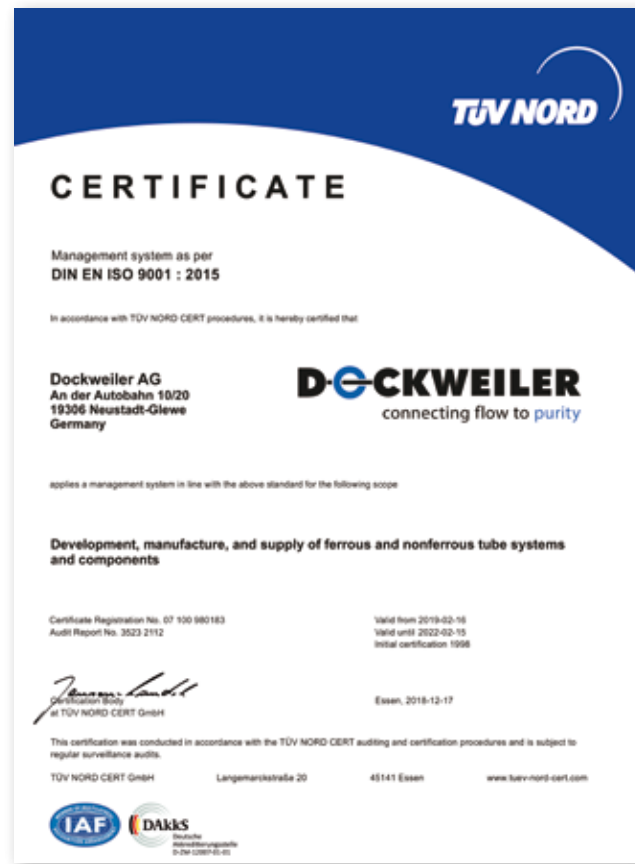 TÜV NORD
CERTIFICATE
Management system as per
DIN EN ISO 9001 : 2015
In accordance with TÜV NORD CERT procedures, it is hereby certified that
Dockweiler AG
An der Autobahn 10/20
19306 Neustadt-Glewe
Germany
DOCKWEILER
connecting flow to purity
applies a management system in line with the above standard for the following scope
Development, manufacture, and supply of ferrous and nonferrous tube systems
and components
Certificate Registration No. 07 100 980183
Audit Report No. 3523 2112
Valid from 2019-02-16
Valid until 2022-02-15
Initial certification 1998
Certification Body
at TÜV NORD CERT GmbH
Essen, 2018-12-17
This certification was conducted in accordance with the TÜV NORD CERT auditing and certification procedures and is subject to
regular surveillance audits.
TÜV NORD CERT GmbH Langemarckstraße 20 45141 Essen www.tuev-nord-cert.com
IAF
DAkkS
Deutsche
Akkreditierungsstelle
D-ZM-12007-01-01